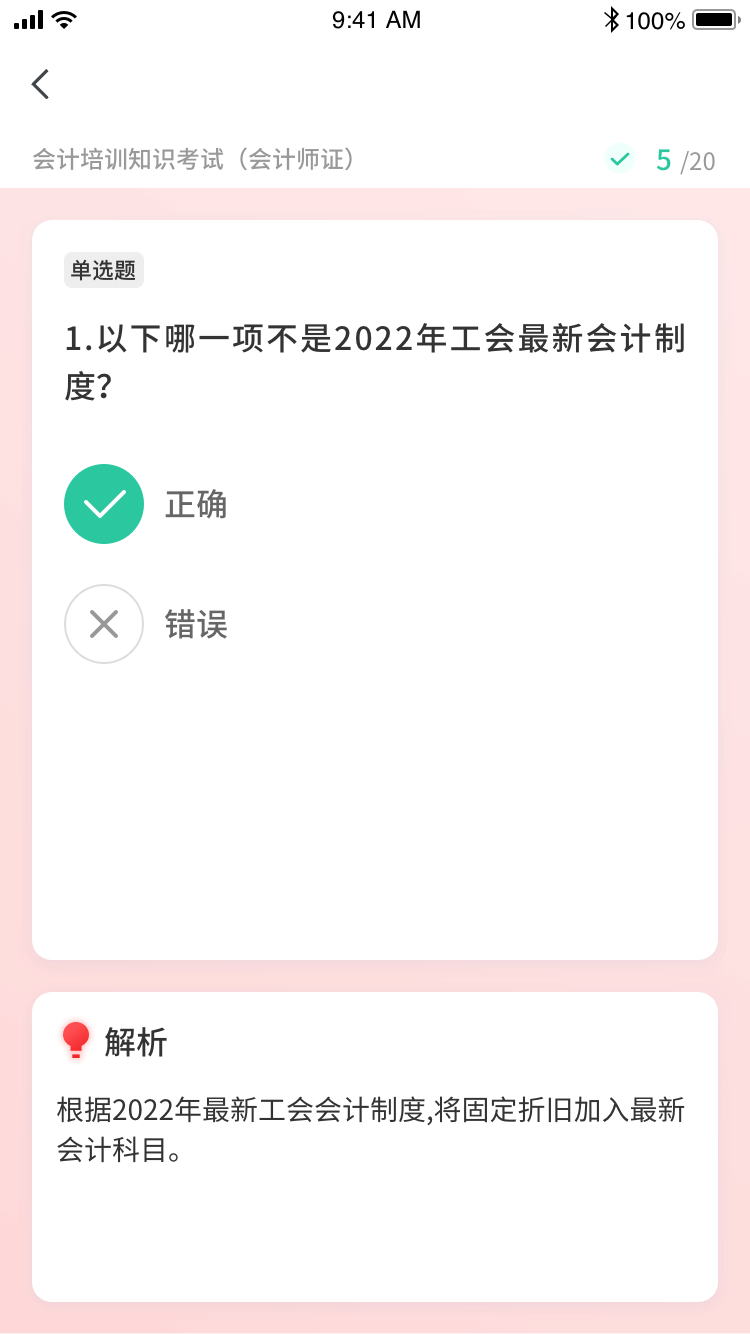 9:41 AM
100%
会计培训知识考试（会计师证）
5 /20
单选题
1.以下哪一项不是2022年工会最新会计制
度?
正确
错误
解析
根据2022年最新工会会计制度,将固定折旧加入最新
会计科目。